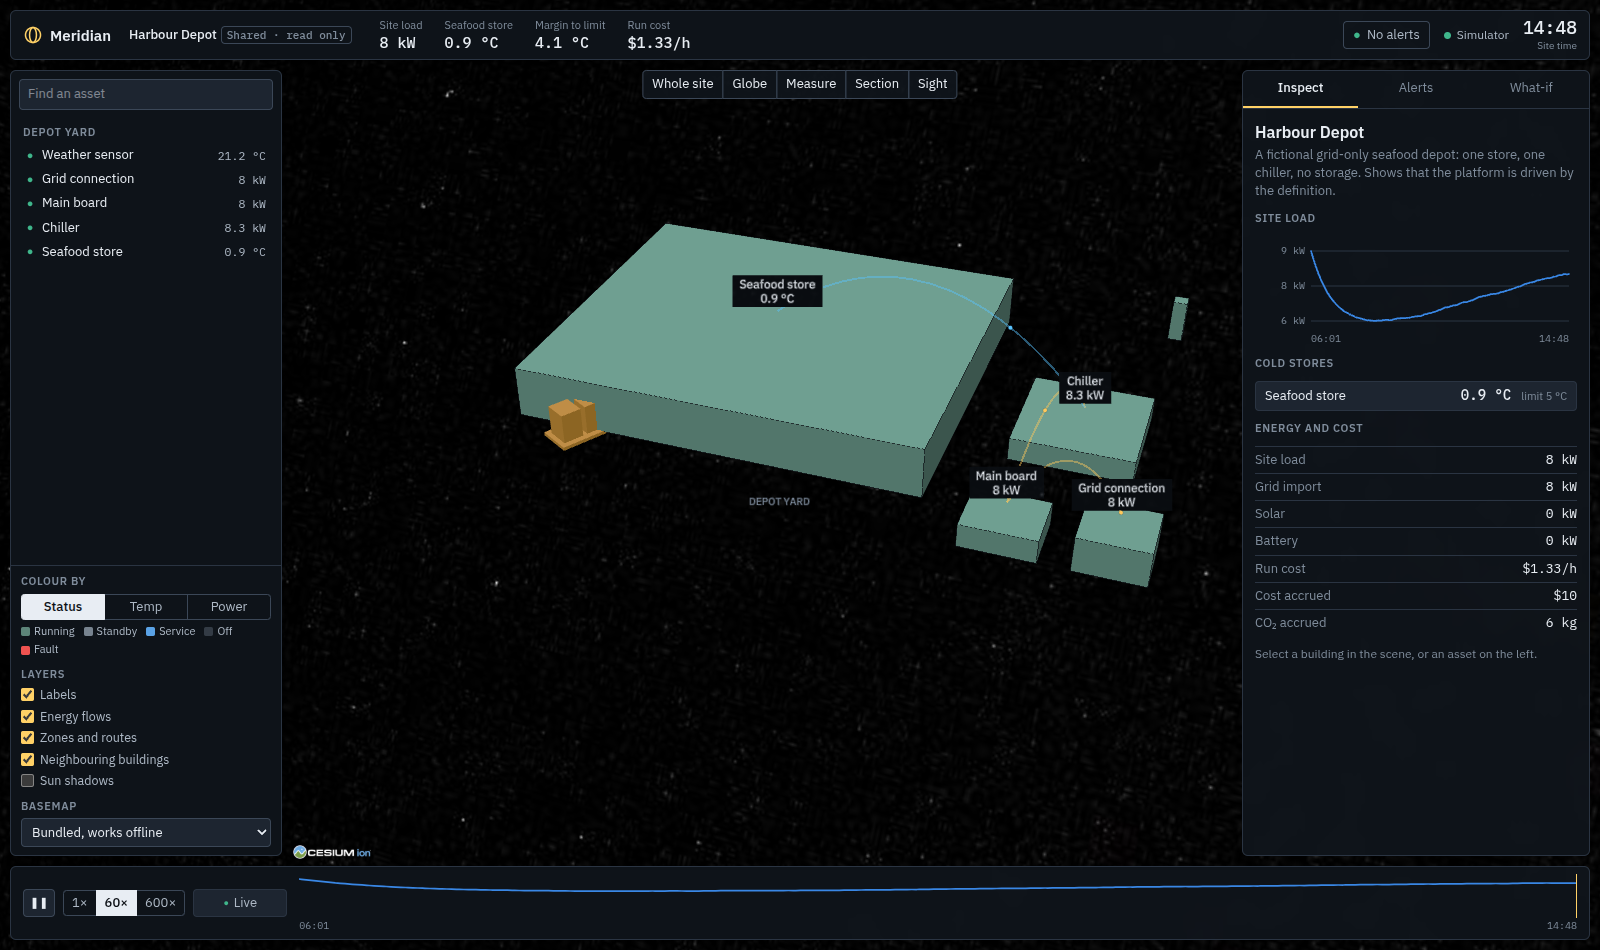 Meridian
Harbour Depot
Shared · read only
Site load
8 kW
Seafood store
0.9 °C
Margin to limit
4.1 °C
Run cost
$1.33/h
No alerts
Simulator
14:48
Site time
Find an asset
DEPOT YARD
Weather sensor 21.2 °C
Grid connection 8 kW
Main board 8 kW
Chiller 8.3 kW
Seafood store 0.9 °C
COLOUR BY
Status Temp Power
Running Standby Service Off
Fault
LAYERS
Labels
Energy flows
Zones and routes
Neighbouring buildings
Sun shadows
BASEMAP
Bundled, works offline
Whole site Globe Measure Section Sight
Seafood store
0.9 °C
Chiller
8.3 kW
Main board
8 kW
Grid connection
8 kW
DEPOT YARD
CESIUM ion
Inspect Alerts What-if
Harbour Depot
A fictional grid-only seafood depot: one store, one
chiller, no storage. Shows that the platform is driven by
the definition.
SITE LOAD
9 kW
8 kW
6 kW
06:01 14:48
COLD STORES
Seafood store 0.9 °C limit 5 °C
ENERGY AND COST
Site load 8 kW
Grid import 8 kW
Solar 0 kW
Battery 0 kW
Run cost $1.33/h
Cost accrued $10
CO₂ accrued 6 kg
Select a building in the scene, or an asset on the left.
1× 60× 600×
Live
06:01 14:48